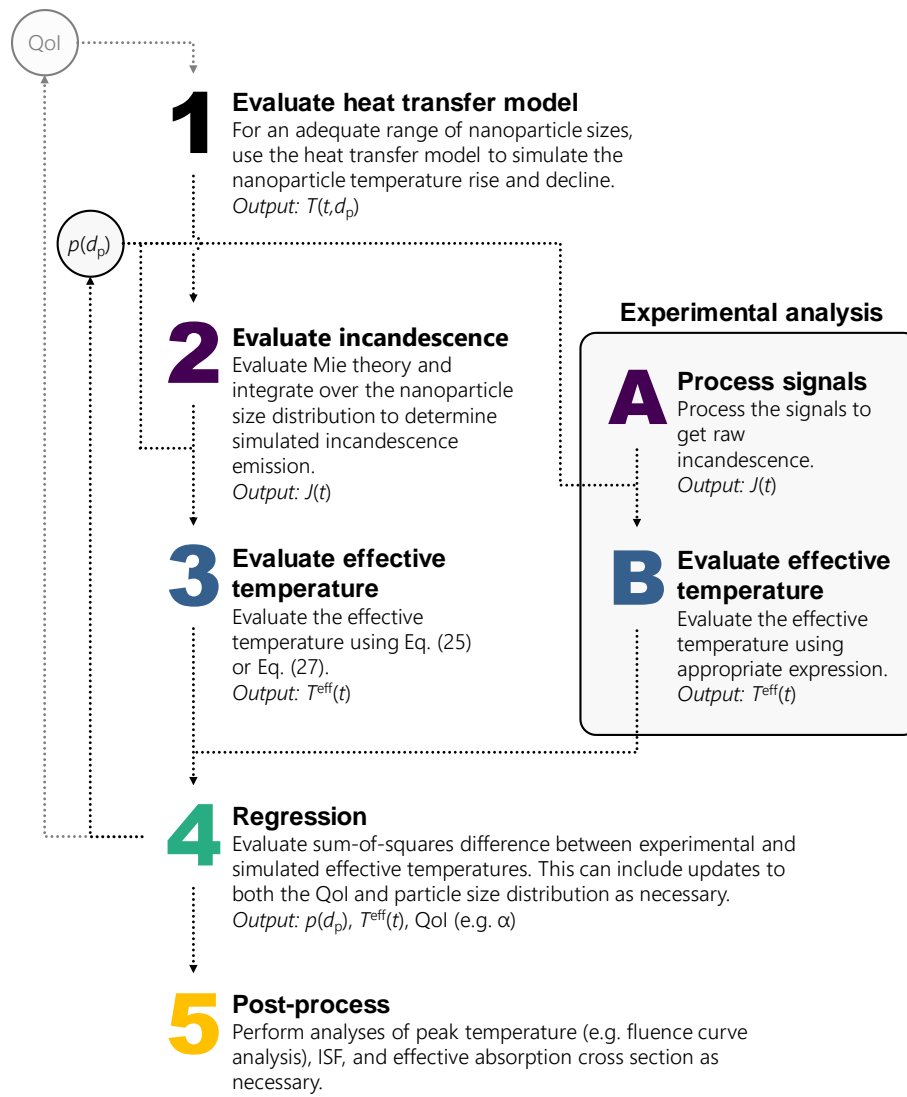 QoI
1
Evaluate heat transfer model
For an adequate range of nanoparticle sizes,
use the heat transfer model to simulate the
nanoparticle temperature rise and decline.
Output: T(t,dp)
p(dp)
2
Evaluate incandescence
Evaluate Mie theory and
integrate over the nanoparticle
size distribution to determine
simulated incandescence
emission.
Output: J(t)
3
Evaluate effective
temperature
Evaluate the effective
temperature using Eq. (25)
or Eq. (27).
Output: Teff(t)
Experimental analysis
A
Process signals
Process the signals to
get raw
incandescence.
Output: J(t)
B
Evaluate effective
temperature
Evaluate the effective
temperature using
appropriate expression.
Output: Teff(t)
4
Regression
Evaluate sum-of-squares difference between experimental and
simulated effective temperatures. This can include updates to
both the QoI and particle size distribution as necessary.
Output: p(dp), Teff(t), QoI (e.g. α)
5
Post-process
Perform analyses of peak temperature (e.g. fluence curve
analysis), ISF, and effective absorption cross section as
necessary.